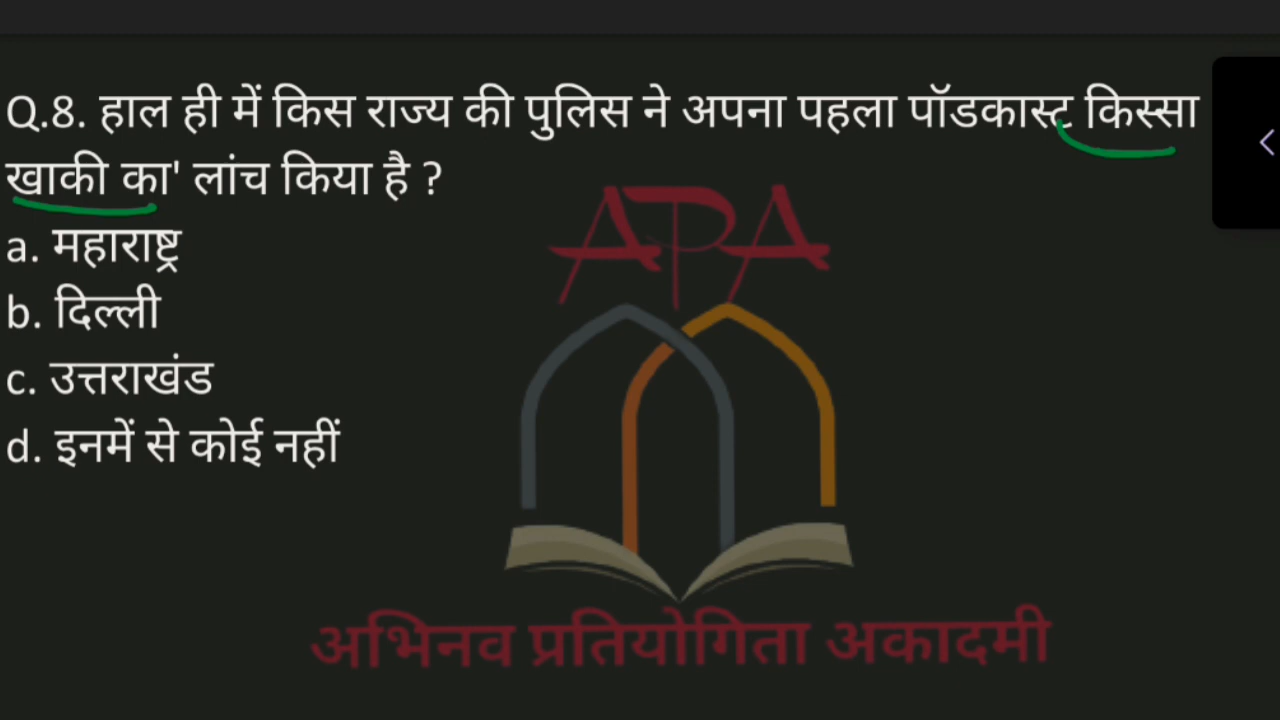 Q.8. हाल ही में किस राज्य की पुलिस ने अपना पहला पॉडकास्ट किस्सा
खाकी का' लांच किया है ?
a. महाराष्ट्र
b. दिल्ली
c. उत्तराखंड
d. इनमें से कोई नहीं
APA
अभिनव प्रतियोगिता अकादमी